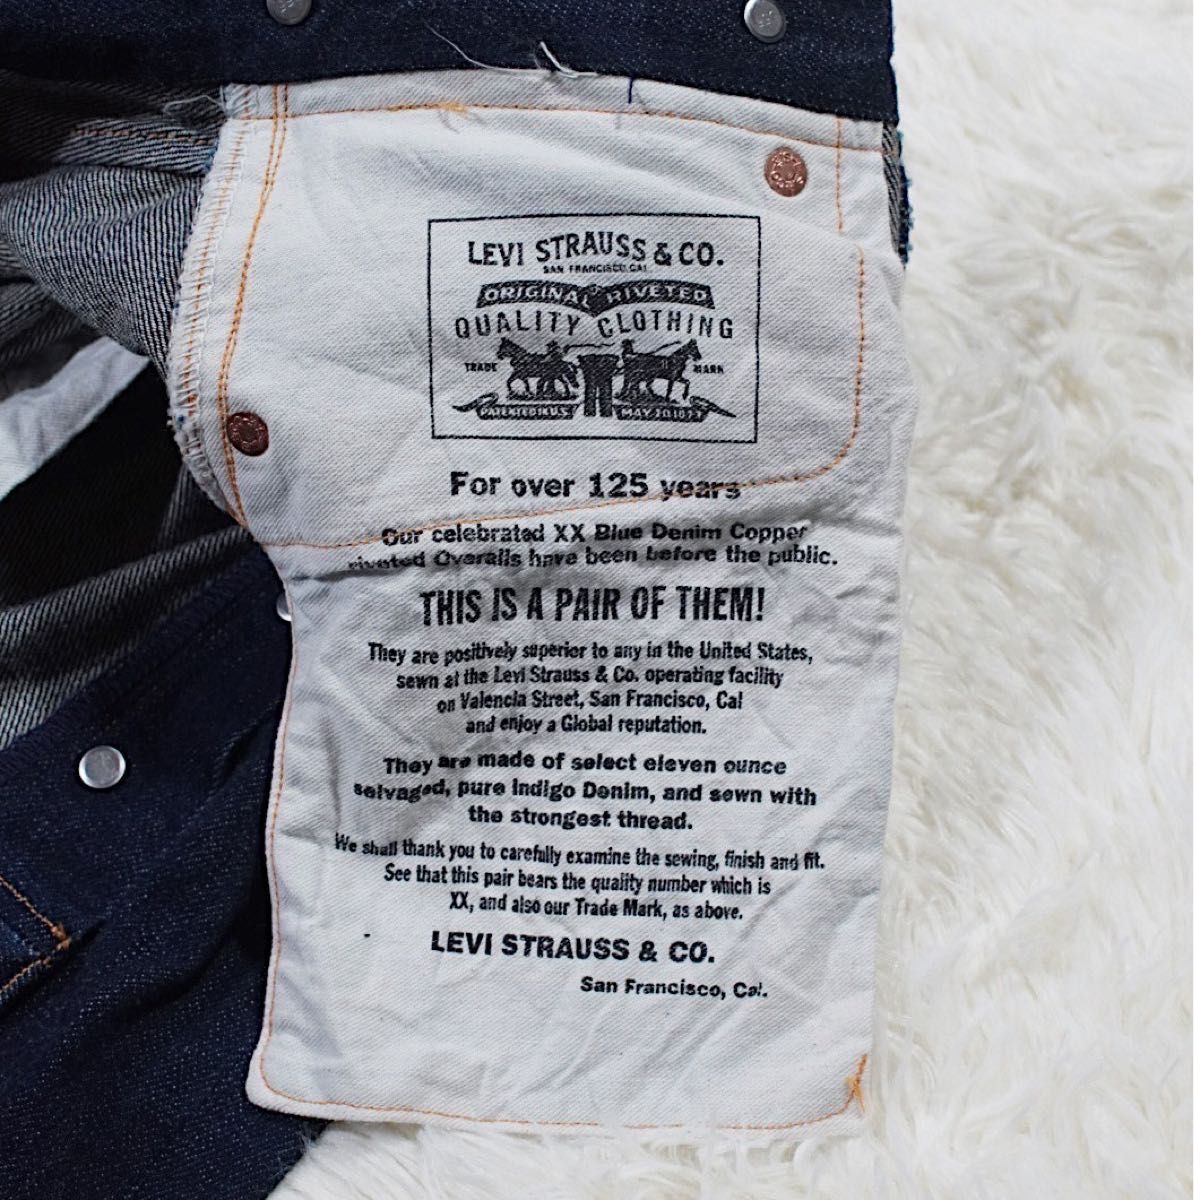 LEVI STRAUSS & CO.
SAN FRANCISCO, CAL.
ORIGINAL RIVETED
QUALITY CLOTHING
TRADE MARK
PATENTED IN U.S. MAY 20 1873
For over 125 years
Our celebrated XX Blue Denim Copper
riveted Overalls have been before the public.
THIS IS A PAIR OF THEM!
They are positively superior to any in the United States,
sewn at the Levi Strauss & Co. operating facility
on Valencia Street, San Francisco, Cal
and enjoy a Global reputation.
They are made of select eleven ounce
selvaged, pure Indigo Denim, and sewn with
the strongest thread.
We shall thank you to carefully examine the sewing, finish and fit.
See that this pair bears the quality number which is
XX, and also our Trade Mark, as above.
LEVI STRAUSS & CO.
San Francisco, Cal.